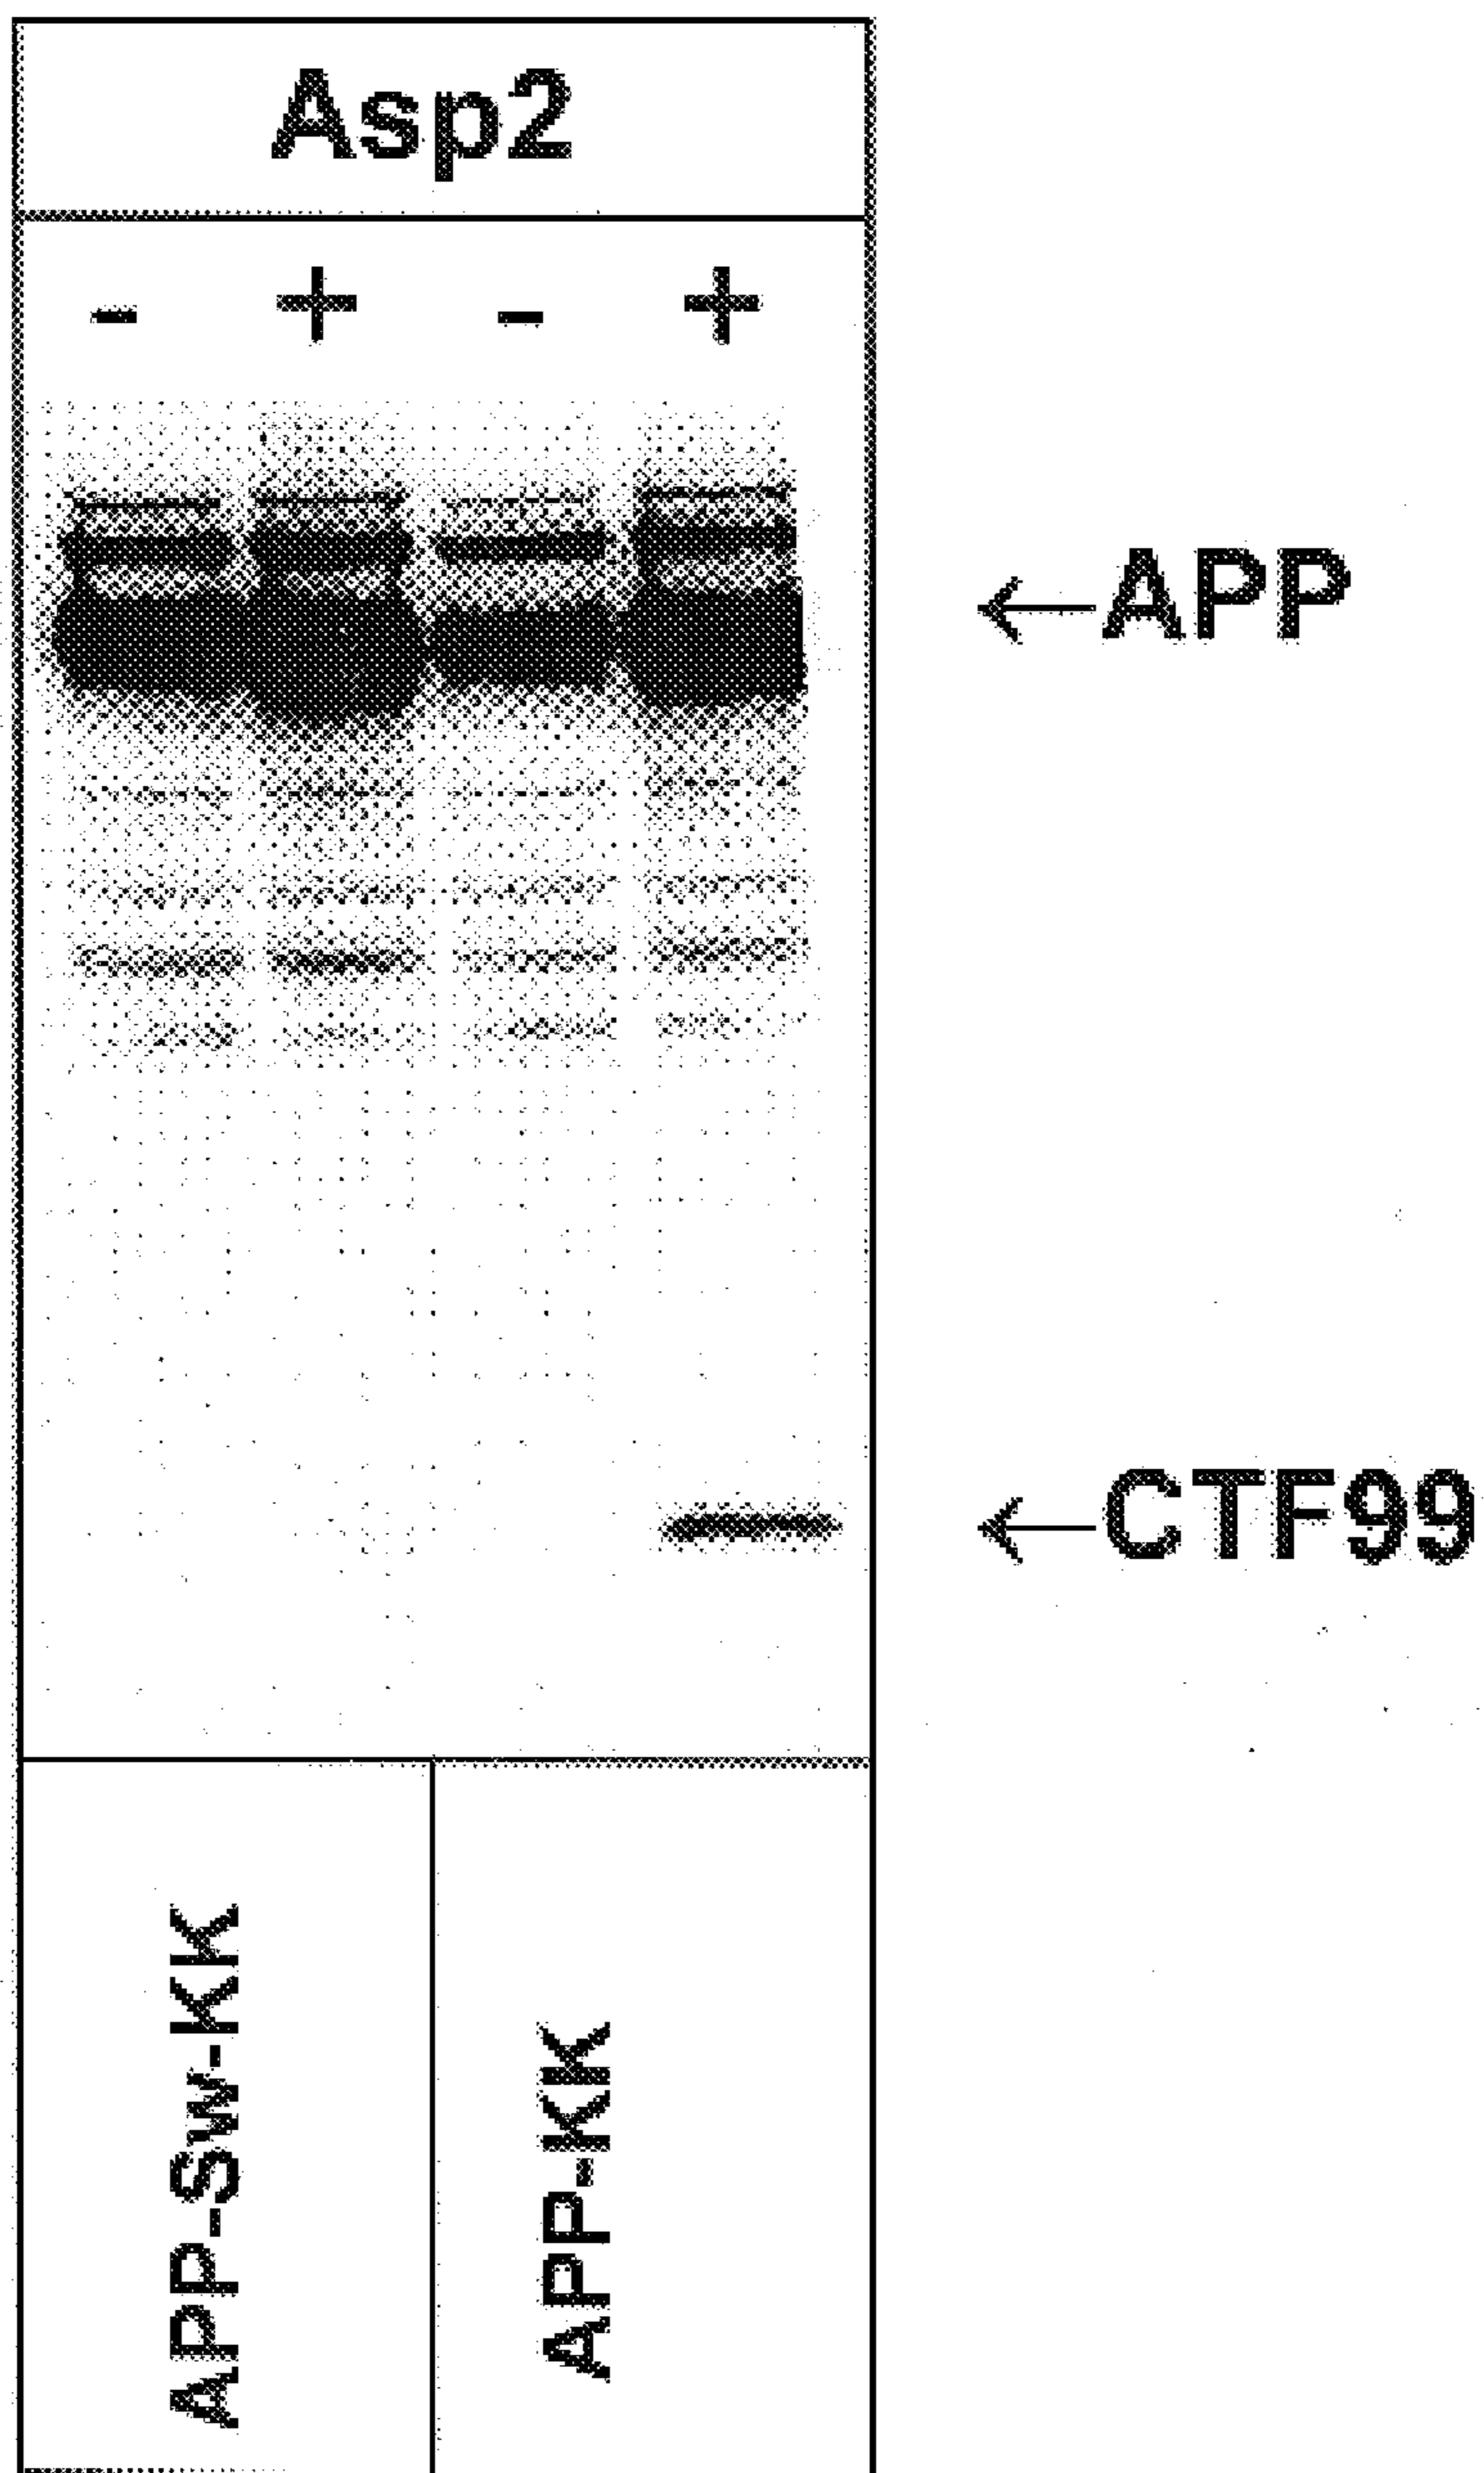 Asp2
- + - +
←APP
←CTF99
APP-Sw-KK
APP-KK